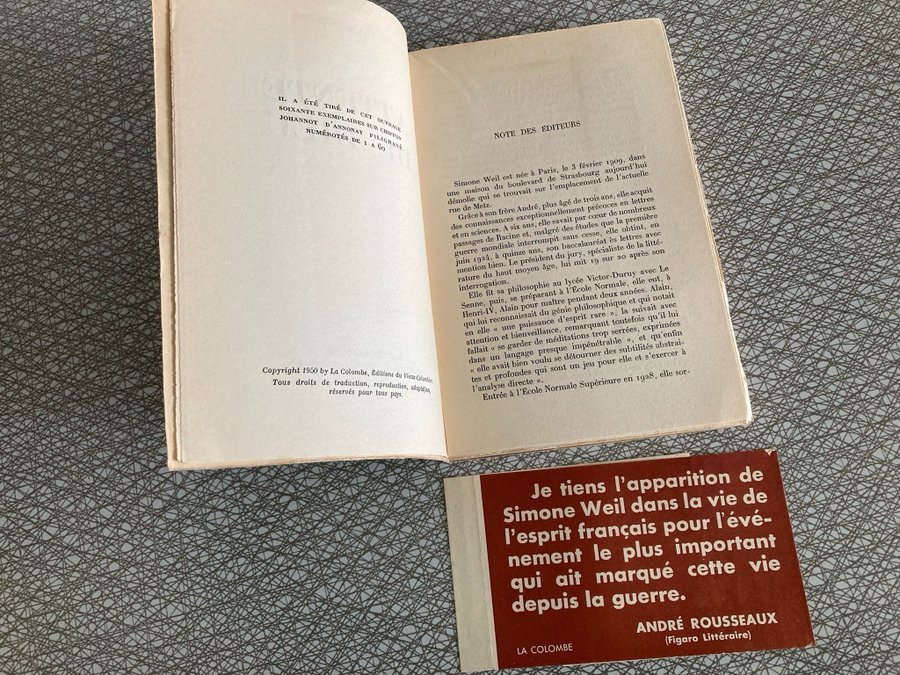 IL A ÉTÉ TIRÉ DE CET OUVRAGE
SOIXANTE EXEMPLAIRES SUR CHIFFON
JOHANNOT D'ANNONAY FILIGRANÉ
NUMÉROTÉS DE 1 A 60
Copyright 1950 by La Colombe, Editions du Vieux-Colombier.
Tous droits de traduction, reproduction, adaptation,
réservés pour tous pays.
NOTE DES ÉDITEURS
Simone Weil est née à Paris, le 3 février 1909, dans
une maison du boulevard de Strasbourg aujourd'hui
démolie qui se trouvait sur l'emplacement de l'actuelle
rue de Metz.
Grâce à son frère André, plus âgé de trois ans, elle acquit
des connaissances exceptionnellement précoces en lettres
et en sciences. A six ans, elle savait par cœur de nombreux
passages de Racine et, malgré des études que la première
guerre mondiale interrompit sans cesse, elle obtint, en
juin 1924, à quinze ans, son baccalauréat ès lettres avec
mention bien. Le président du jury, spécialiste de la litté-
rature du haut moyen âge, lui mit 19 sur 20 après son
interrogation.
Elle fit sa philosophie au lycée Victor-Duruy avec Le
Senne, puis, se préparant à l'École Normale, elle eut, à
Henri-IV, Alain pour maître pendant deux années. Alain,
qui lui reconnaissait du génie philosophique et qui notait
en elle « une puissance d'esprit rare », la suivait avec
attention et bienveillance, remarquant toutefois qu'il lui
fallait « se garder de méditations trop serrées, exprimées
dans un langage presque impénétrable », et qu'enfin
« elle avait bien voulu se détourner des subtilités abstrai-
tes et profondes qui sont un jeu pour elle et s'exercer à
l'analyse directe ».
Entrée à l'École Normale Supérieure en 1928, elle sor-
Je tiens l'apparition de
Simone Weil dans la vie de
l'esprit français pour l'évé-
nement le plus important
qui ait marqué cette vie
depuis la guerre.
ANDRÉ ROUSSEAUX
(Figaro Littéraire)
LA COLOMBE